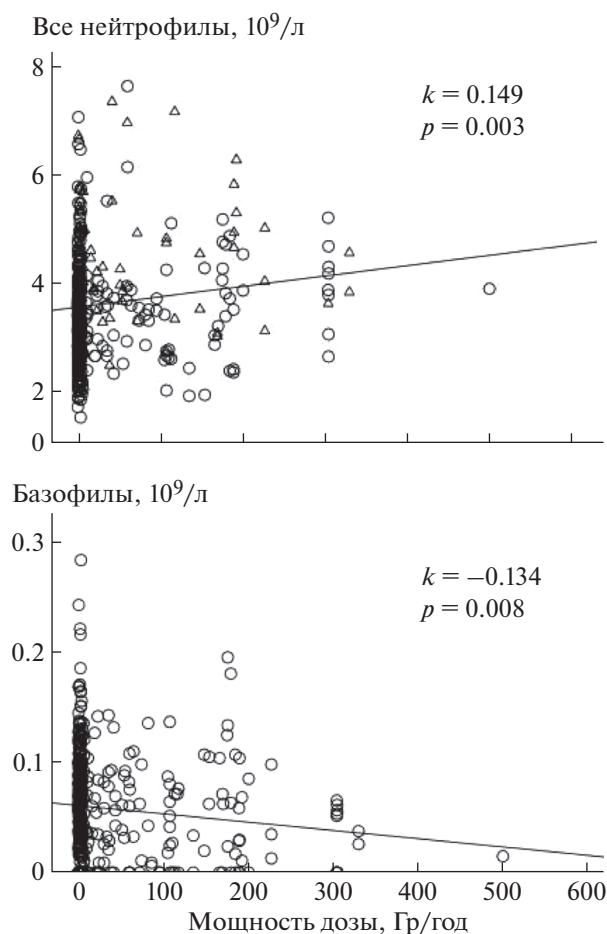 Все нейтрофилы, 10⁹/л
8
k = 0.149
p = 0.003
6
4
2
0
Базофилы, 10⁹/л
0.3
k = −0.134
p = 0.008
0.2
0.1
0
0 100 200 300 400 500 600
Мощность дозы, Гр/год